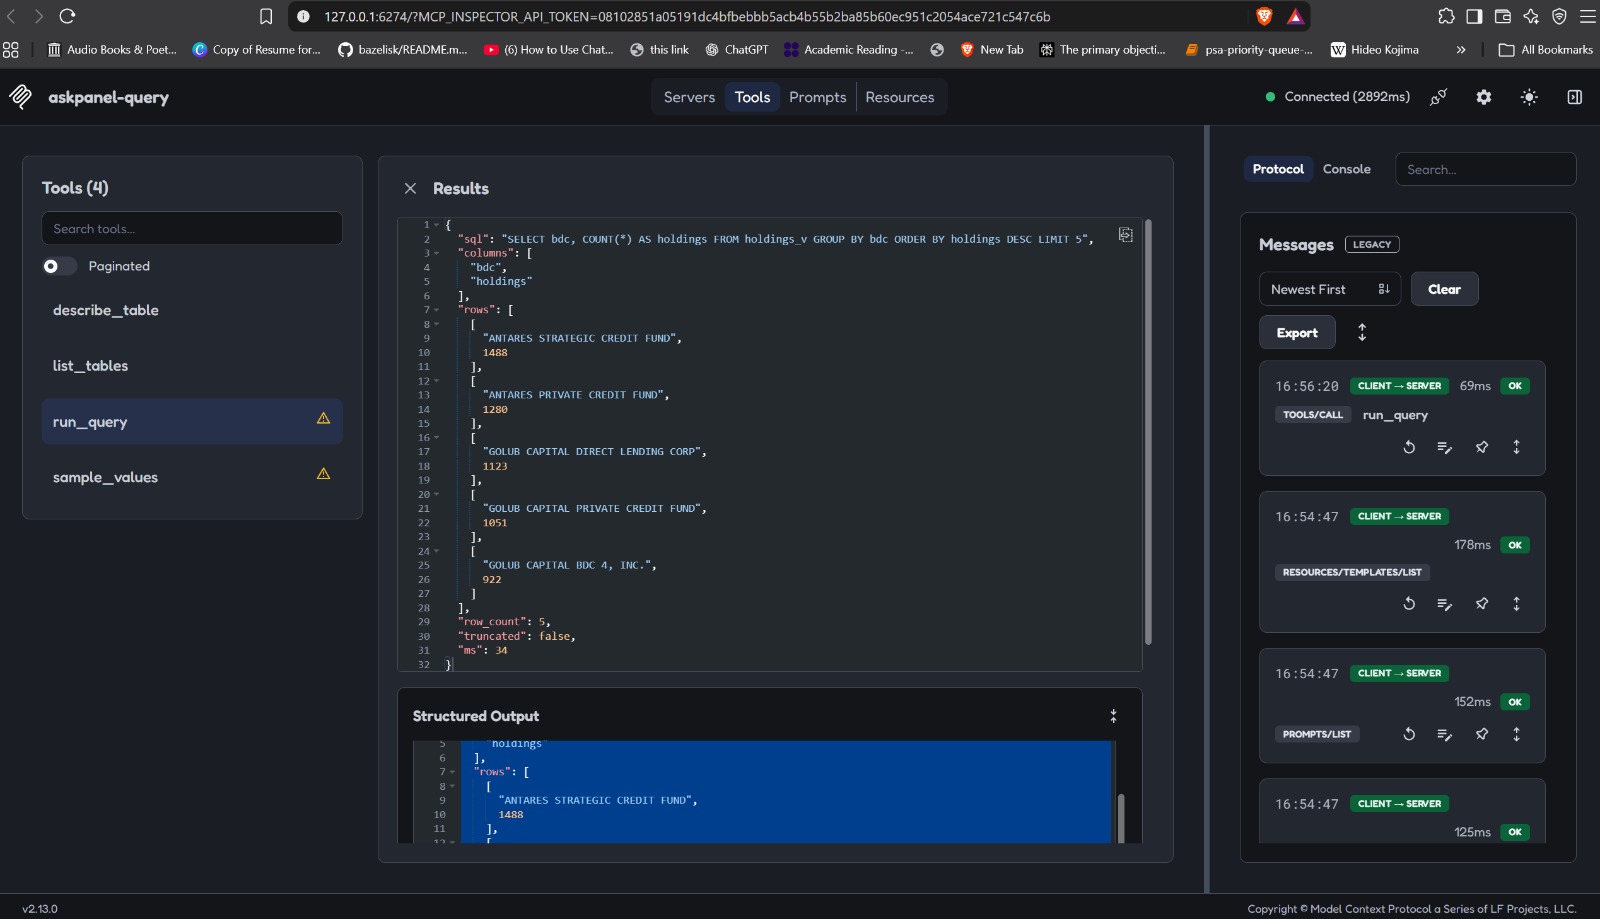 127.0.0.1:6274/?MCP_INSPECTOR_API_TOKEN=08102851a05191dc4bfbebbb5acb4b55b2ba85b60ec951c2054ace721c547c6b
Audio Books & Poet... Copy of Resume for... bazelisk/README.m... (6) How to Use Chat... this link ChatGPT Academic Reading -... New Tab The primary objecti... psa-priority-queue-... Hideo Kojima » All Bookmarks
askpanel-query
Servers Tools Prompts Resources
Connected (2892ms)
Tools (4)
Search tools...
Paginated
describe_table
list_tables
run_query
sample_values
Results
1 {
2 "sql": "SELECT bdc, COUNT(*) AS holdings FROM holdings_v GROUP BY bdc ORDER BY holdings DESC LIMIT 5",
3 "columns": [
4 "bdc",
5 "holdings"
6 ],
7 "rows": [
8 [
9 "ANTARES STRATEGIC CREDIT FUND",
10 1488
11 ],
12 [
13 "ANTARES PRIVATE CREDIT FUND",
14 1280
15 ],
16 [
17 "GOLUB CAPITAL DIRECT LENDING CORP",
18 1123
19 ],
20 [
21 "GOLUB CAPITAL PRIVATE CREDIT FUND",
22 1051
23 ],
24 [
25 "GOLUB CAPITAL BDC 4, INC.",
26 922
27 ]
28 ],
29 "row_count": 5,
30 "truncated": false,
31 "ms": 34
32 }
Structured Output
5 "holdings"
6 ],
7 "rows": [
8 [
9 "ANTARES STRATEGIC CREDIT FUND",
10 1488
11 ],
12 [
Protocol Console Search...
Messages LEGACY
Newest First Clear
Export
16:56:20 CLIENT → SERVER 69ms OK
TOOLS/CALL run_query
16:54:47 CLIENT → SERVER
178ms OK
RESOURCES/TEMPLATES/LIST
16:54:47 CLIENT → SERVER
152ms OK
PROMPTS/LIST
16:54:47 CLIENT → SERVER
125ms OK
v2.13.0
Copyright © Model Context Protocol a Series of LF Projects, LLC.